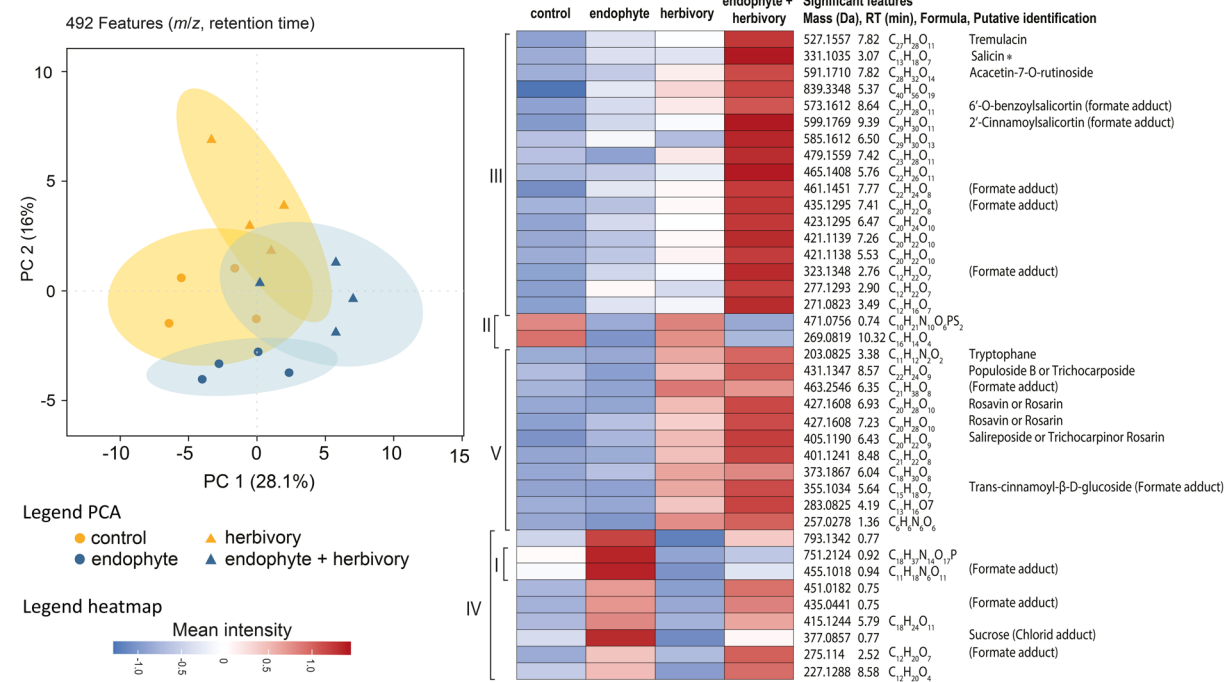 492 Features (m/z, retention time)
10
5
0
-5
PC 2 (16%)
-10
-5
0
5
10
15
PC 1 (28.1%)
Legend PCA
control
herbivory
endophyte
endophyte + herbivory
Legend heatmap
Mean intensity
-1.0
-0.5
0
0.5
1.0
control
endophyte
herbivory
endophyte +
herbivory
Significant features
Mass (Da), RT (min), Formula, Putative identification
III
II
V
I
IV
527.1557 7.82 C27H28O11 Tremulacin
331.1035 3.07 C13H18O7 Salicin *
591.1710 7.82 C28H32O14 Acacetin-7-O-rutinoside
839.3348 5.37 C40H56O19
573.1612 8.64 C27H28O11 6′-O-benzoylsalicortin (formate adduct)
599.1769 9.39 C29H30O11 2′-Cinnamoylsalicortin (formate adduct)
585.1612 6.50 C29H30O13
479.1559 7.42 C23H28O11
465.1408 5.76 C22H26O11
461.1451 7.77 C22H24O8 (Formate adduct)
435.1295 7.41 C20H22O8 (Formate adduct)
423.1295 6.47 C20H24O10
421.1139 7.26 C20H22O10
421.1138 5.53 C20H22O10
323.1348 2.76 C12H22O7 (Formate adduct)
277.1293 2.90 C12H22O7
271.0823 3.49 C12H16O7
471.0756 0.74 C10H21N10O6PS2
269.0819 10.32 C16H14O4
203.0825 3.38 C11H12N2O2 Tryptophane
431.1347 8.57 C22H24O9 Populoside B or Trichocarposide
463.2546 6.35 C21H38O8 (Formate adduct)
427.1608 6.93 C20H28O10 Rosavin or Rosarin
427.1608 7.23 C20H28O10 Rosavin or Rosarin
405.1190 6.43 C20H22O9 Salireposide or Trichocarpinor Rosarin
401.1241 8.48 C21H22O8
373.1867 6.04 C18H30O8
355.1034 5.64 C15H18O7 Trans-cinnamoyl-β-D-glucoside (Formate adduct)
283.0825 4.19 C13H16O7
257.0278 1.36 C6H6N6O6
793.1342 0.77
751.2124 0.92 C18H37N14O17P
455.1018 0.94 C11H18N6O11 (Formate adduct)
451.0182 0.75
435.0441 0.75 (Formate adduct)
415.1244 5.79 C18H24O11
377.0857 0.77 Sucrose (Chlorid adduct)
275.114 2.52 C12H20O7 (Formate adduct)
227.1288 8.58 C12H20O4